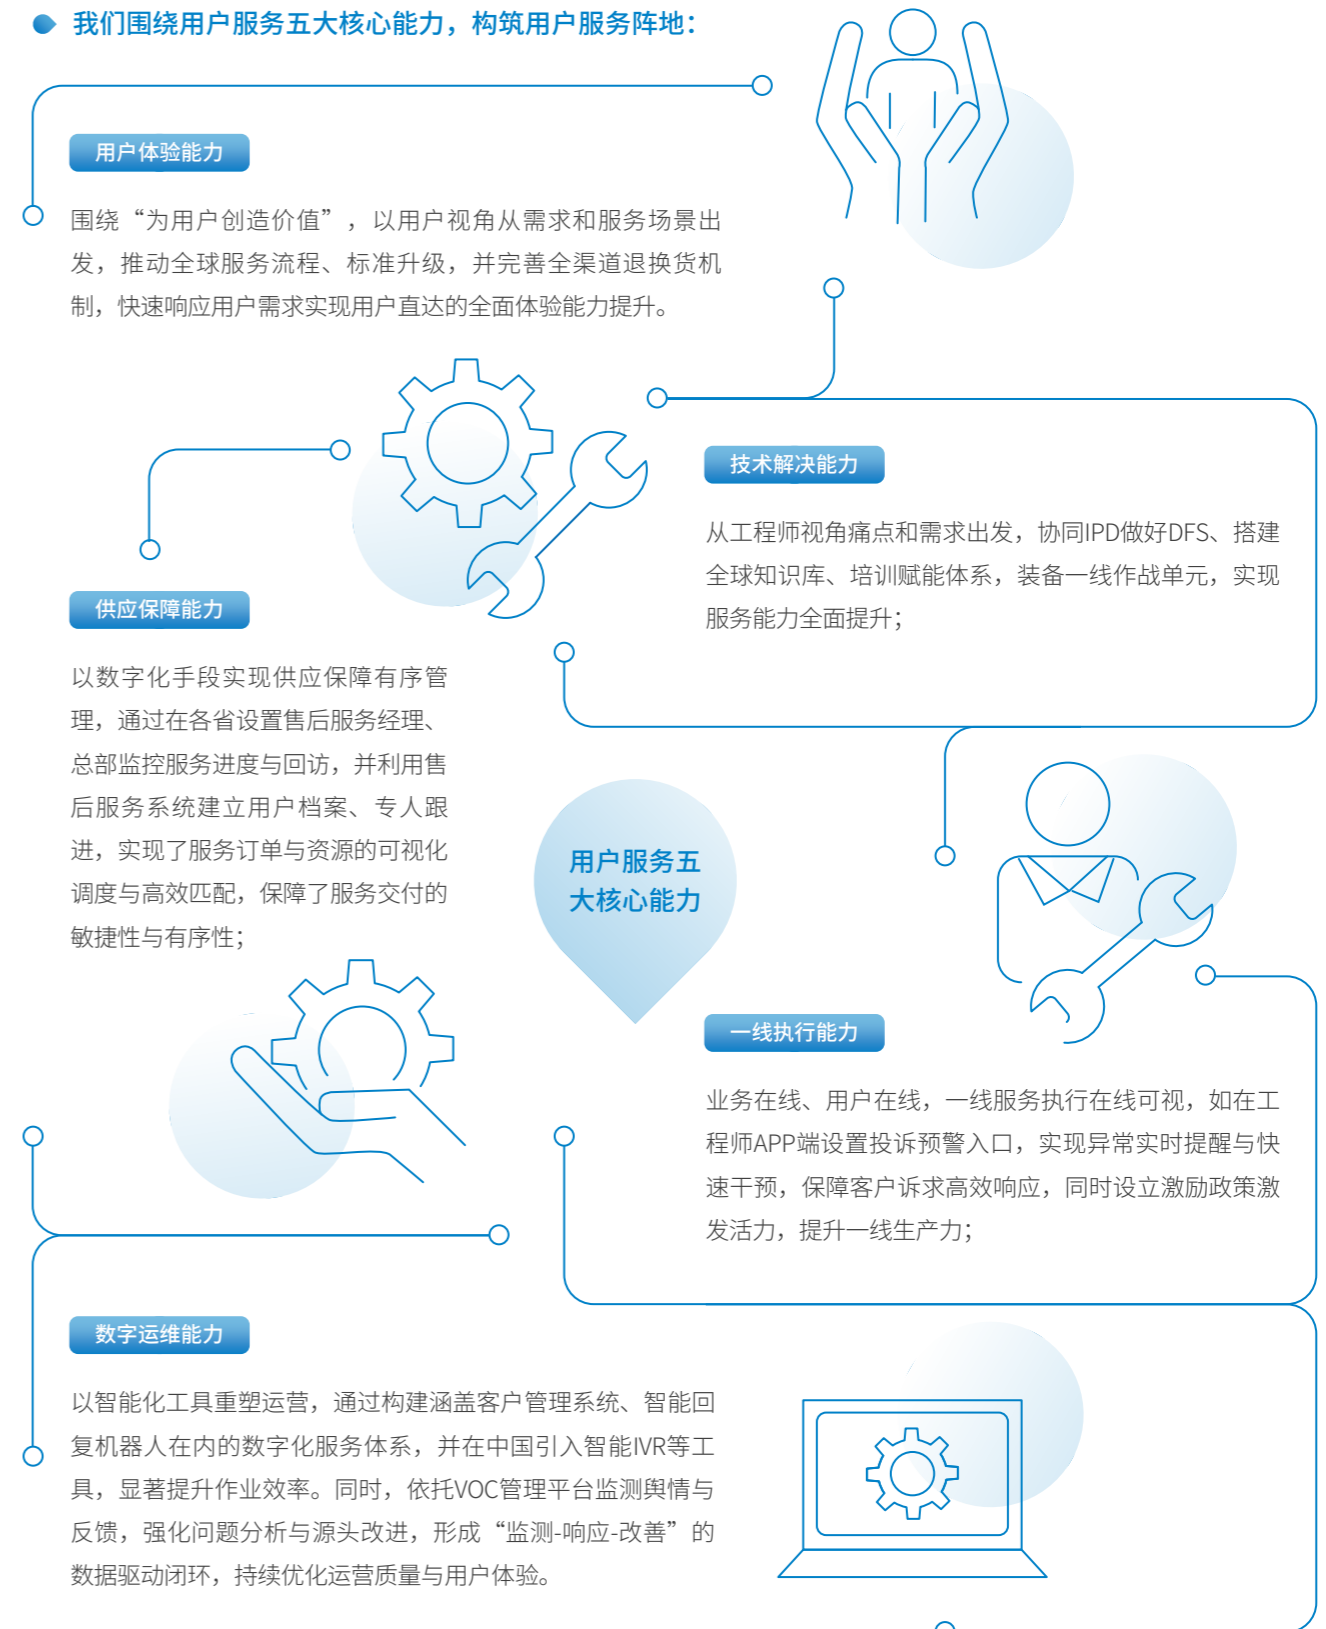 我们围绕用户服务五大核心能力，构筑用户服务阵地：
用户体验能力
围绕“为用户创造价值”，以用户视角从需求和服务场景出
发，推动全球服务流程、标准升级，并完善全渠道退换货机
制，快速响应用户需求实现用户直达的全面体验能力提升。
技术解决能力
从工程师视角痛点和需求出发，协同IPD做好DFS、搭建
全球知识库、培训赋能体系，装备一线作战单元，实现
服务能力全面提升；
供应保障能力
以数字化手段实现供应保障有序管
理，通过在各省设置售后服务经理、
总部监控服务进度与回访，并利用售
后服务系统建立用户档案、专人跟
进，实现了服务订单与资源的可视化
调度与高效匹配，保障了服务交付的
敏捷性与有序性；
用户服务五
大核心能力
一线执行能力
业务在线、用户在线，一线服务执行在线可视，如在工
程师APP端设置投诉预警入口，实现异常实时提醒与快
速干预，保障客户诉求高效响应，同时设立激励政策激
发活力，提升一线生产力；
数字运维能力
以智能化工具重塑运营，通过构建涵盖客户管理系统、智能回
复机器人在内的数字化服务体系，并在中国引入智能IVR等工
具，显著提升作业效率。同时，依托VOC管理平台监测舆情与
反馈，强化问题分析与源头改进，形成“监测-响应-改善”的
数据驱动闭环，持续优化运营质量与用户体验。